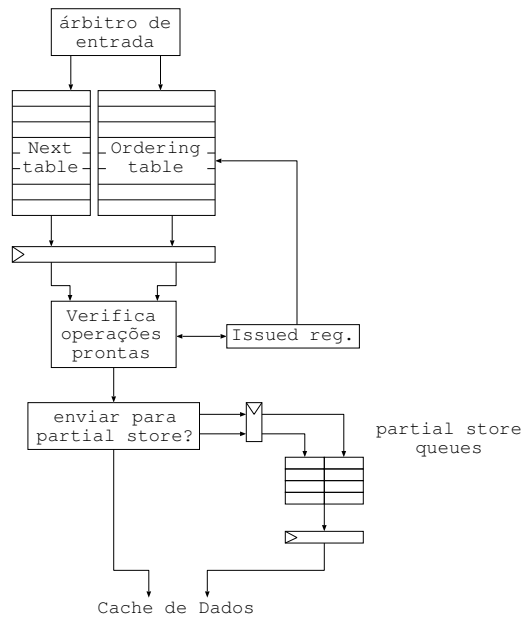 árbitro de
entrada
Next
table
Ordering
table
Verifica
operações
prontas
Issued reg.
enviar para
partial store?
partial store
queues
Cache de Dados